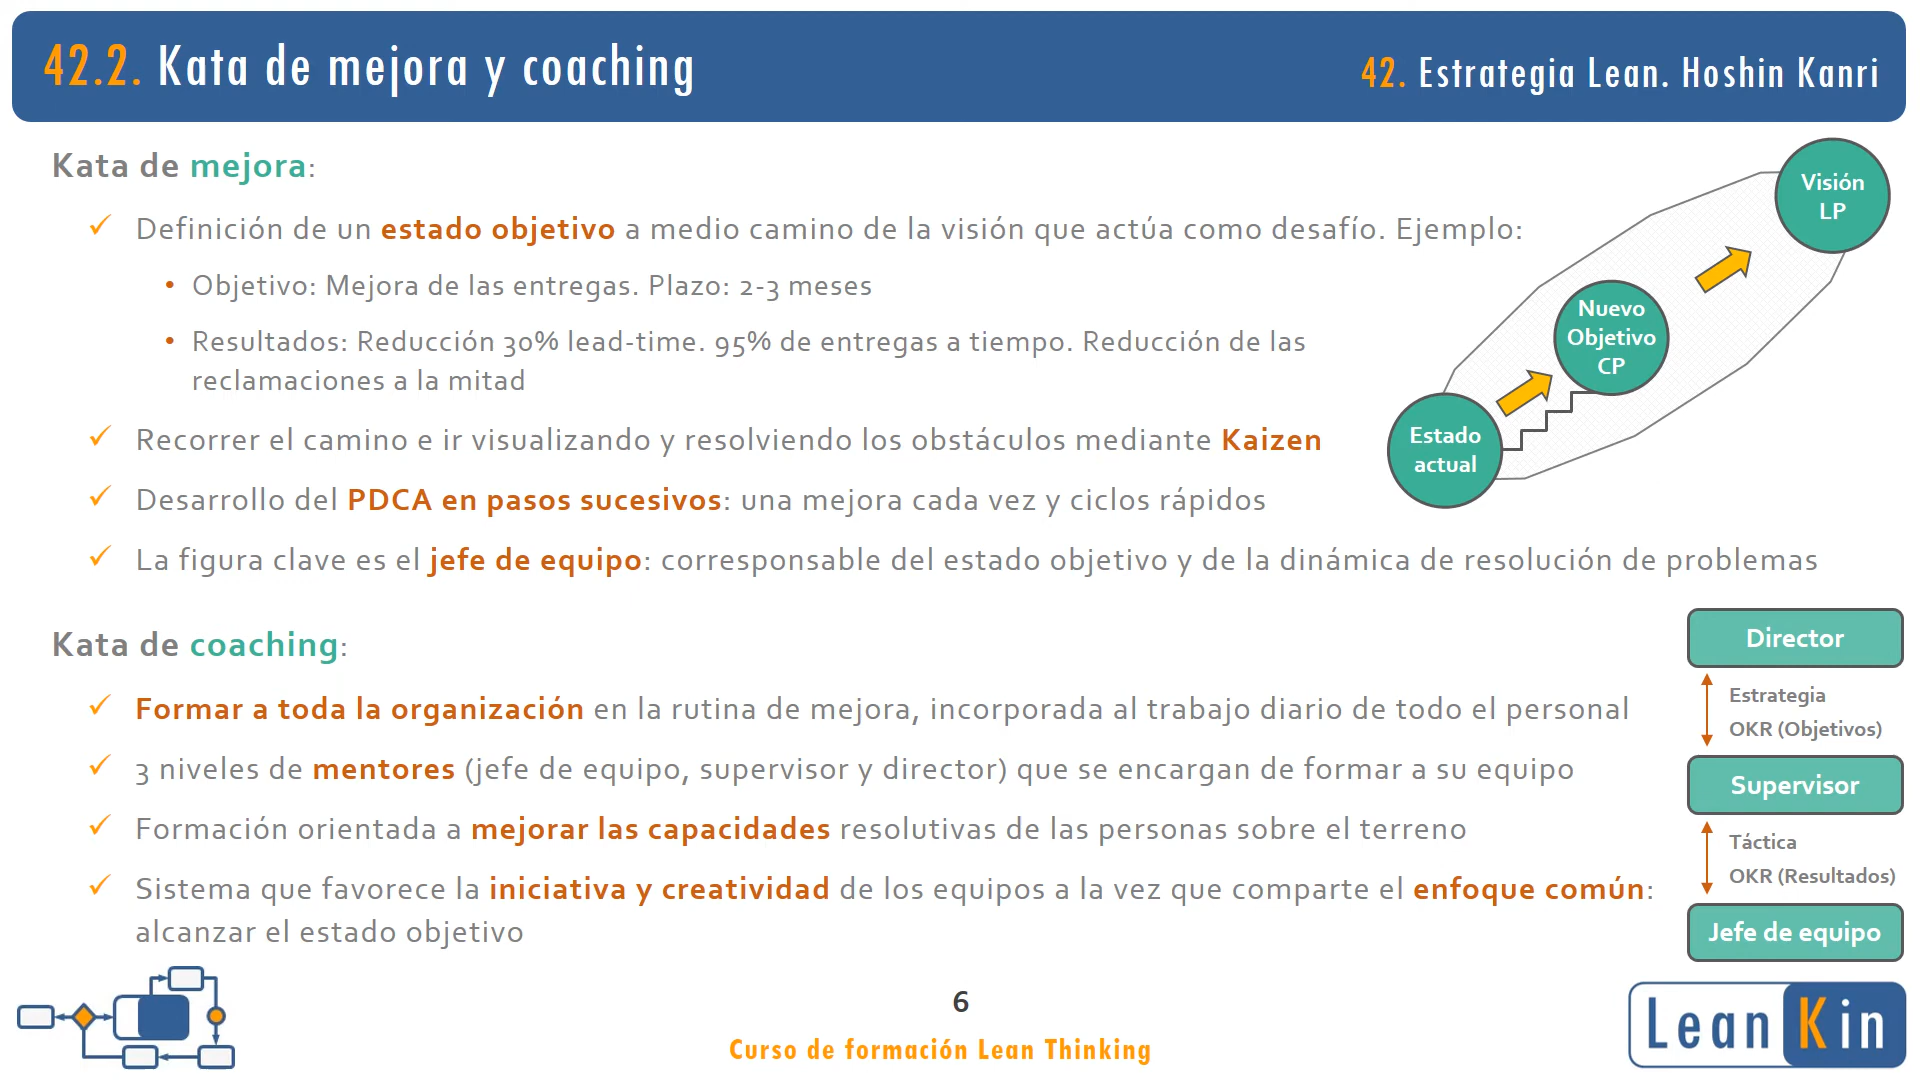 42.2. Kata de mejora y coaching
42. Estrategia Lean. Hoshin Kanri
Kata de mejora:
Definición de un estado objetivo a medio camino de la visión que actúa como desafío. Ejemplo:
• Objetivo: Mejora de las entregas. Plazo: 2-3 meses
• Resultados: Reducción 30% lead-time. 95% de entregas a tiempo. Reducción de las
reclamaciones a la mitad
Recorrer el camino e ir visualizando y resolviendo los obstáculos mediante Kaizen
Desarrollo del PDCA en pasos sucesivos: una mejora cada vez y ciclos rápidos
La figura clave es el jefe de equipo: corresponsable del estado objetivo y de la dinámica de resolución de problemas
Visión
LP
Nuevo
Objetivo
CP
Estado
actual
Kata de coaching:
Formar a toda la organización en la rutina de mejora, incorporada al trabajo diario de todo el personal
3 niveles de mentores (jefe de equipo, supervisor y director) que se encargan de formar a su equipo
Formación orientada a mejorar las capacidades resolutivas de las personas sobre el terreno
Sistema que favorece la iniciativa y creatividad de los equipos a la vez que comparte el enfoque común:
alcanzar el estado objetivo
Director
Estrategia
OKR (Objetivos)
Supervisor
Táctica
OKR (Resultados)
Jefe de equipo
6
Curso de formación Lean Thinking
Lean Kin